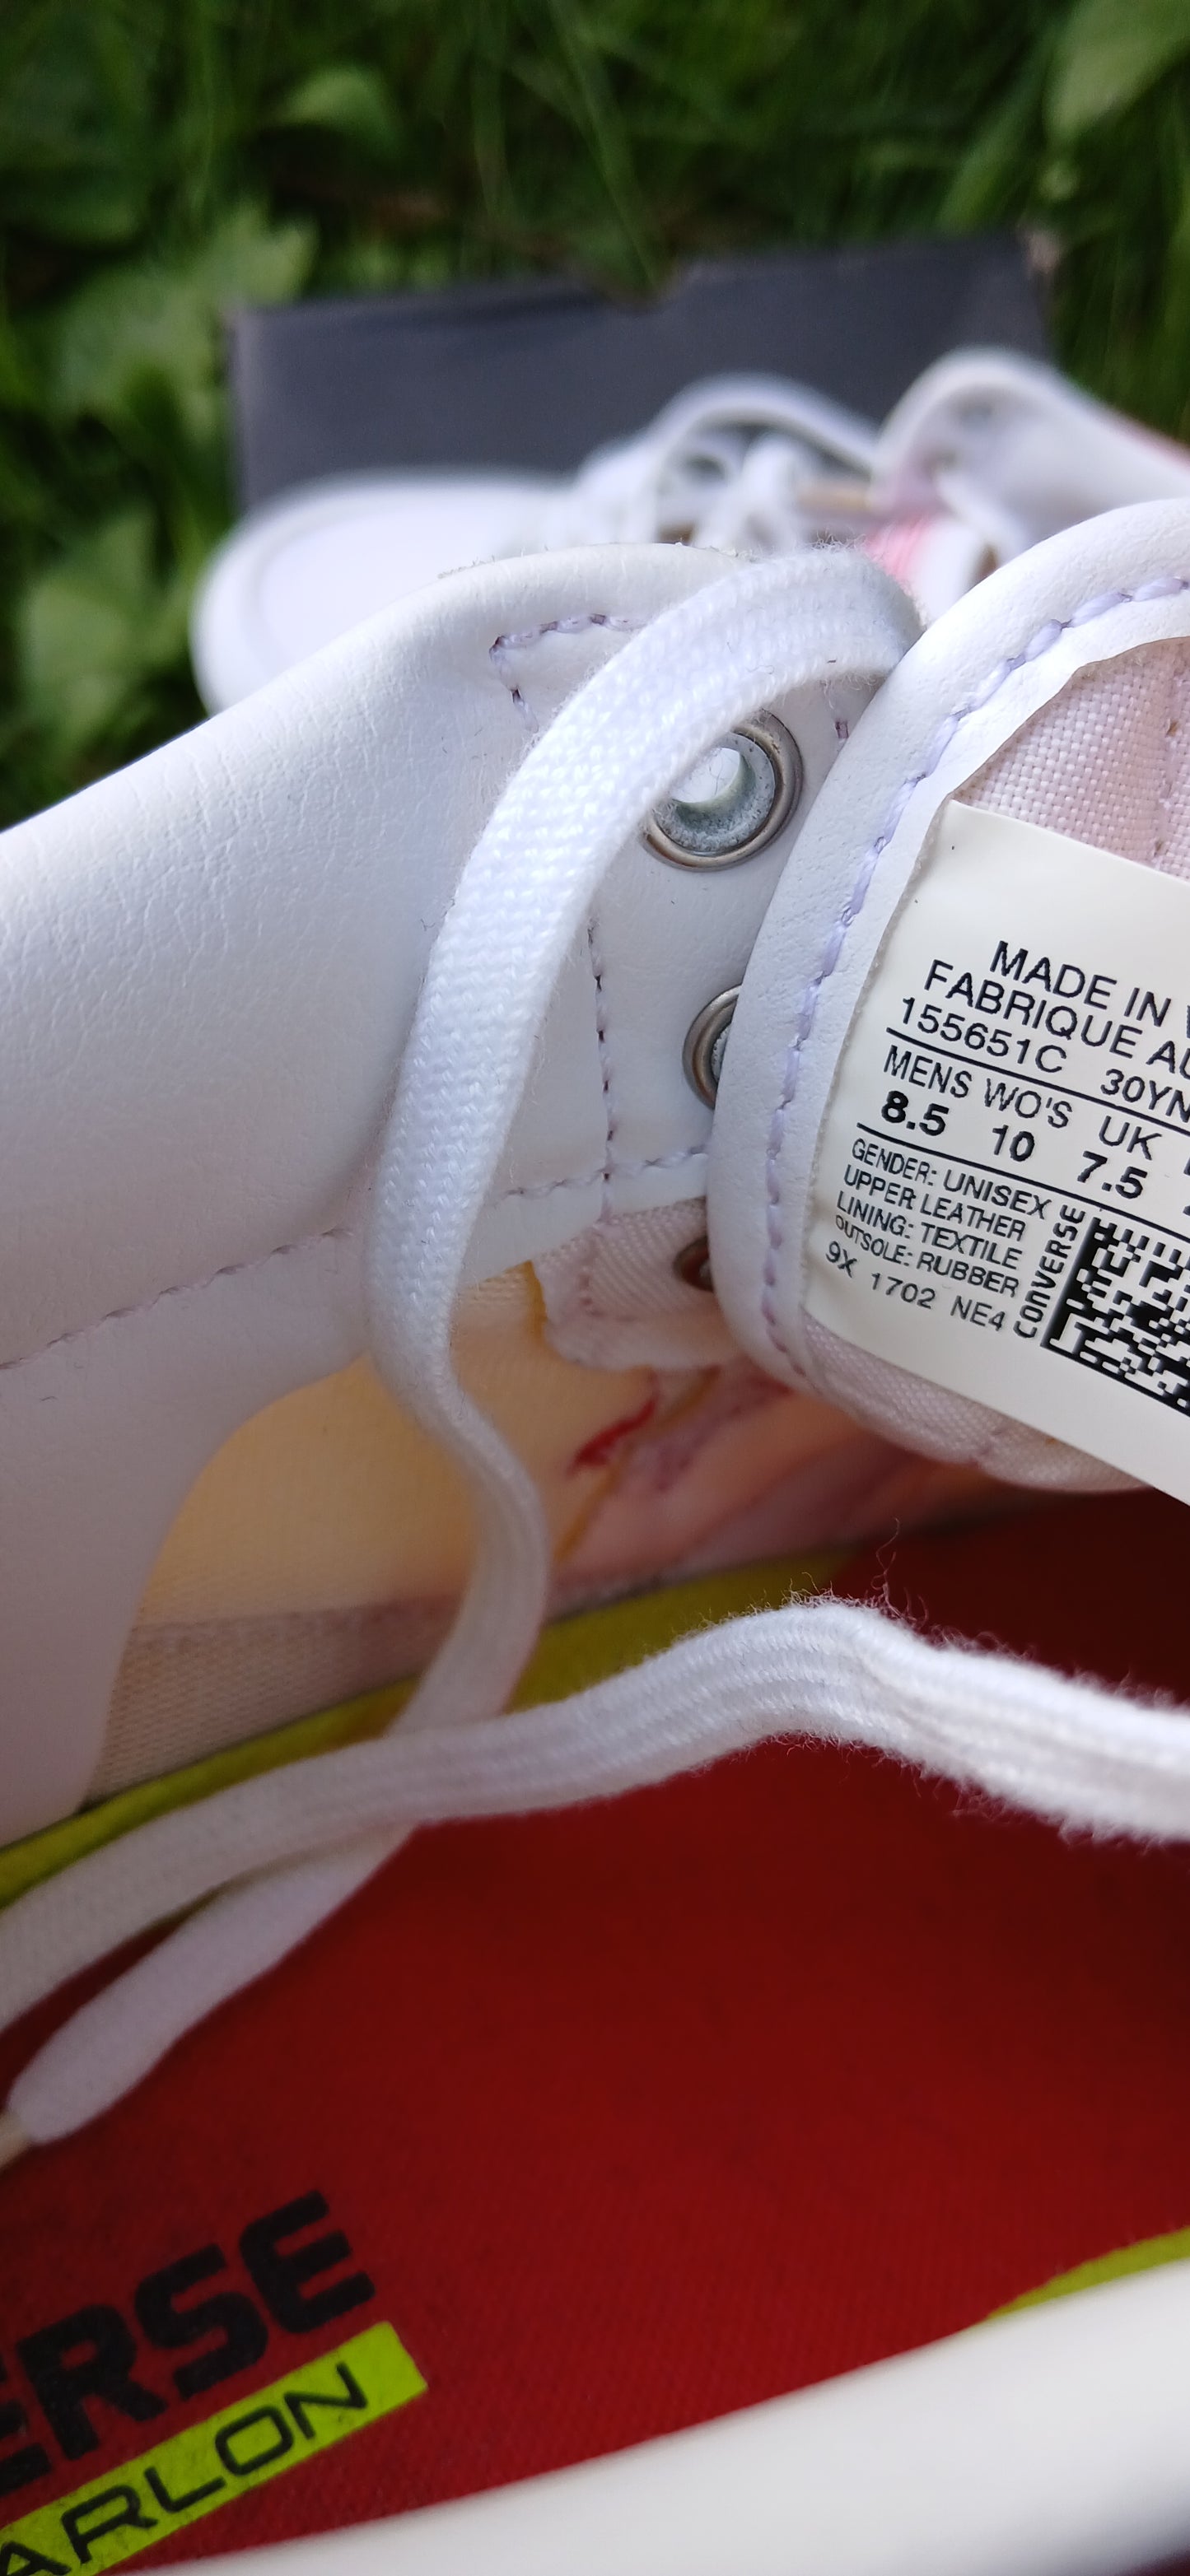 MADE IN
FABRIQUE AU
155651C 30YN
MENS WO'S UK
8.5 10 7.5
GENDER: UNISEX
UPPER LEATHER
LINING: TEXTILE
OUTSOLE: RUBBER
9X 1702 NE4
CONVERSE
ERSE
ARLON